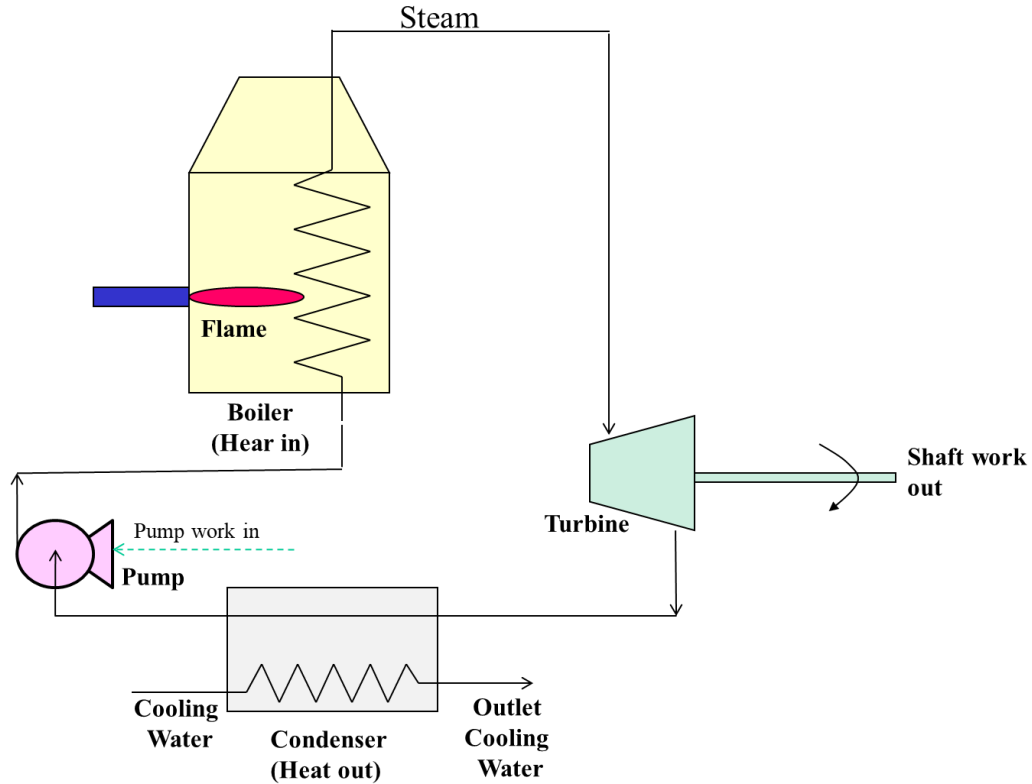 Steam
Flame
Boiler
(Hear in)
Shaft work
out
Turbine
Pump work in
Pump
Cooling
Water
Condenser
(Heat out)
Outlet
Cooling
Water